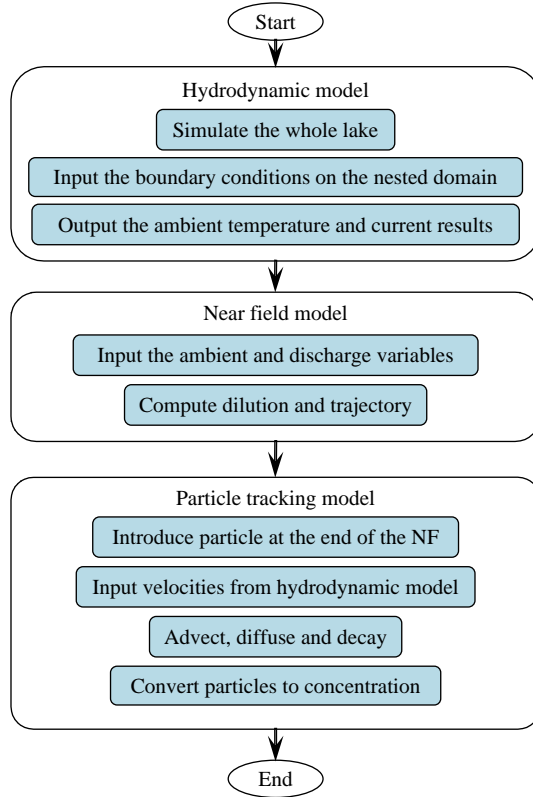 Start
Hydrodynamic model
Simulate the whole lake
Input the boundary conditions on the nested domain
Output the ambient temperature and current results
Near field model
Input the ambient and discharge variables
Compute dilution and trajectory
Particle tracking model
Introduce particle at the end of the NF
Input velocities from hydrodynamic model
Advect, diffuse and decay
Convert particles to concentration
End